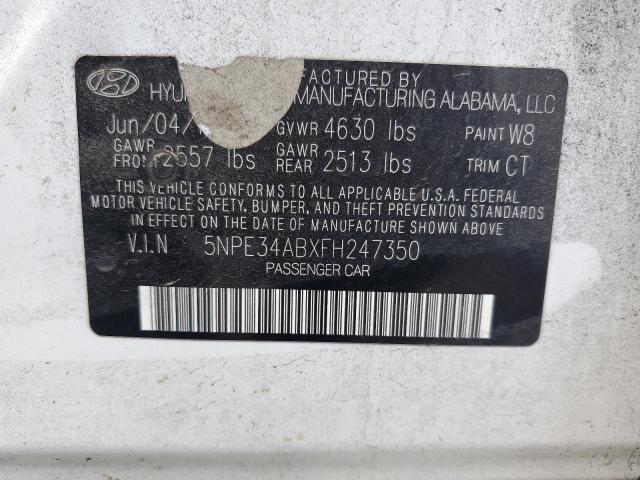 MANUFACTURING ALABAMA, LLC
Jun/04/ GVWR 4630 lbs PAINT W8
GAWR FRONT 2557 lbs GAWR REAR 2513 lbs TRIM CT
THIS VEHICLE CONFORMS TO ALL APPLICABLE U.S.A. FEDERAL
MOTOR VEHICLE SAFETY, BUMPER, AND THEFT PREVENTION STANDARDS
IN EFFECT ON THE DATE OF MANUFACTURE SHOWN ABOVE
V.I.N 5NPE34ABXFH247350
PASSENGER CAR